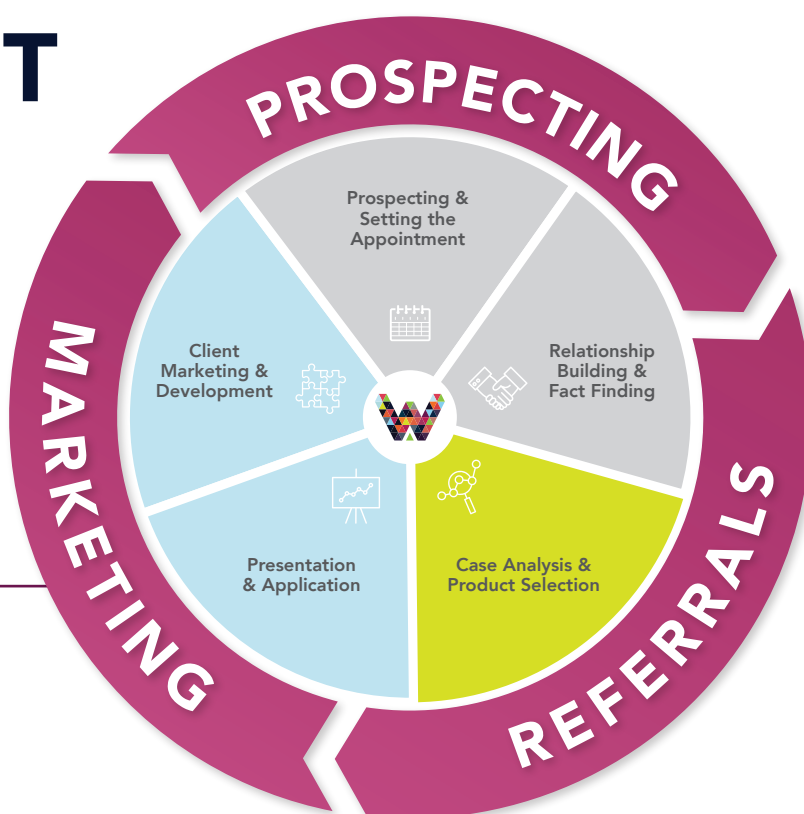 T
PROSPECTING
Prospecting &
Setting the
Appointment
Relationship
Building &
Fact Finding
Case Analysis &
Product Selection
Presentation
& Application
Client
Marketing &
Development
W
REFERRALS
MARKETING